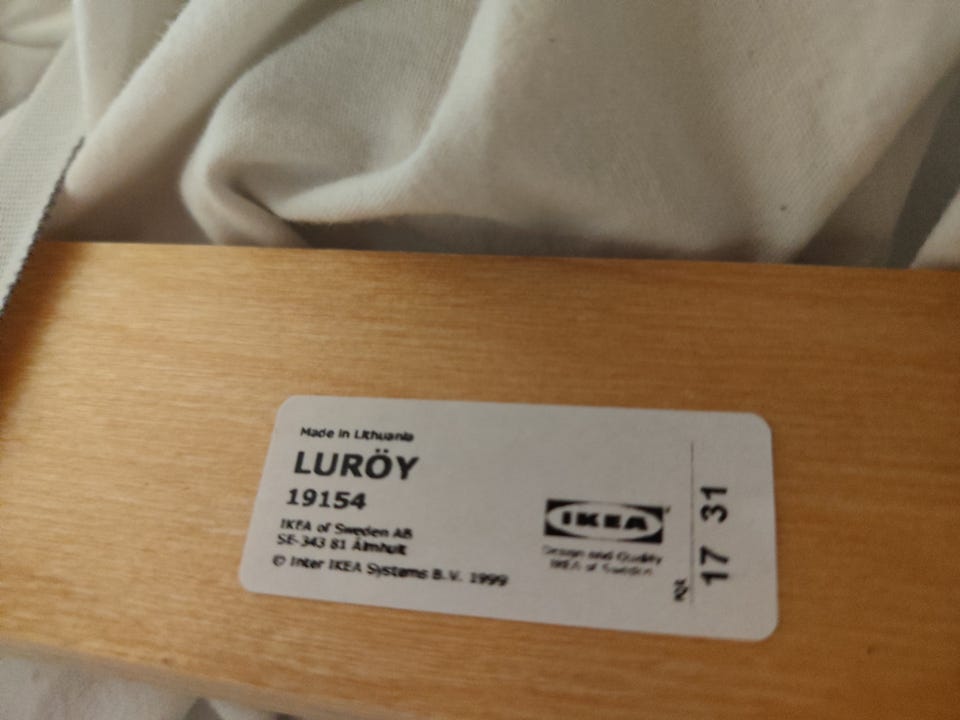 Made in Lithuania
LURÖY
19154
IKEA of Sweden AB
SE-343 81 Älmhult
© Inter IKEA Systems B.V. 1999
IKEA
Design and Quality
IKEA of Sweden
17 31